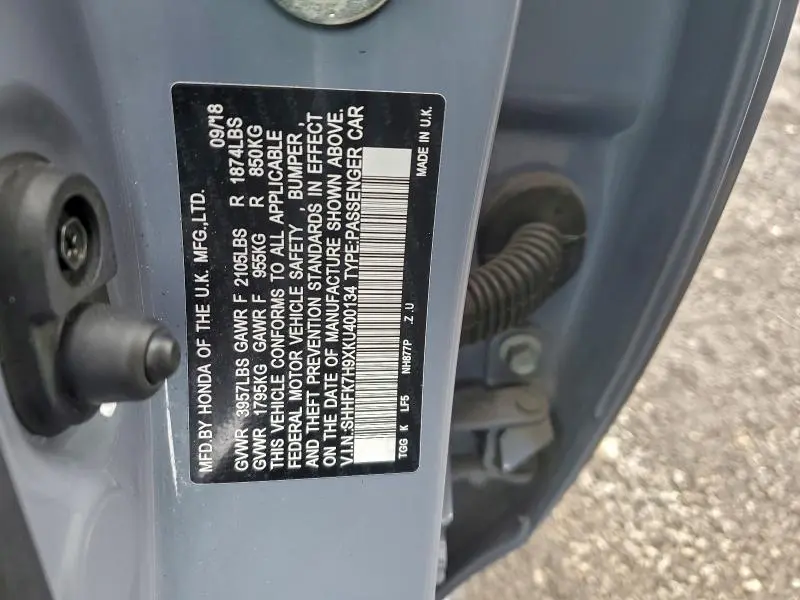 MFD.BY HONDA OF THE U.K. MFG.,LTD. 09/18
GVWR 3957LBS GAWR F 2105LBS R 1874LBS
GVWR 1795KG GAWR F 955KG R 850KG
THIS VEHICLE CONFORMS TO ALL APPLICABLE
FEDERAL MOTOR VEHICLE SAFETY , BUMPER ,
AND THEFT PREVENTION STANDARDS IN EFFECT
ON THE DATE OF MANUFACTURE SHOWN ABOVE.
V.I.N.:SHHFK7H9XKU400134 TYPE:PASSENGER CAR
TGG K LF5 NH877P .Z .U MADE IN U.K.